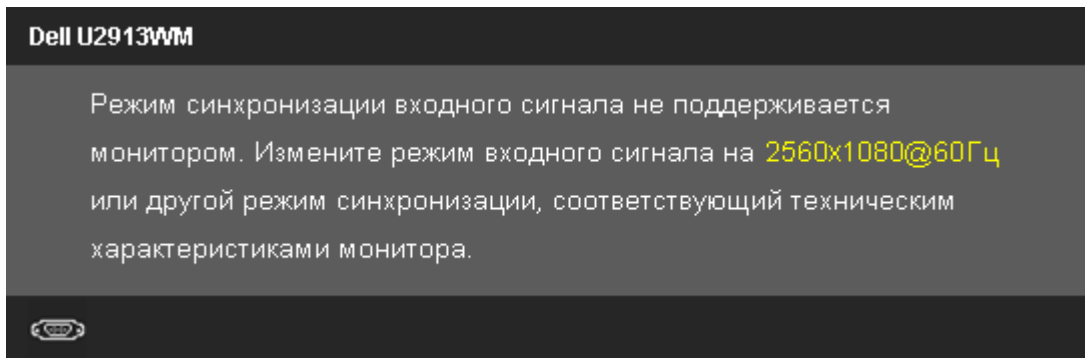 Dell U2913WM
Режим синхронизации входного сигнала не поддерживается
монитором. Измените режим входного сигнала на 2560x1080@60Гц
или другой режим синхронизации, соответствующий техническим
характеристиками монитора.